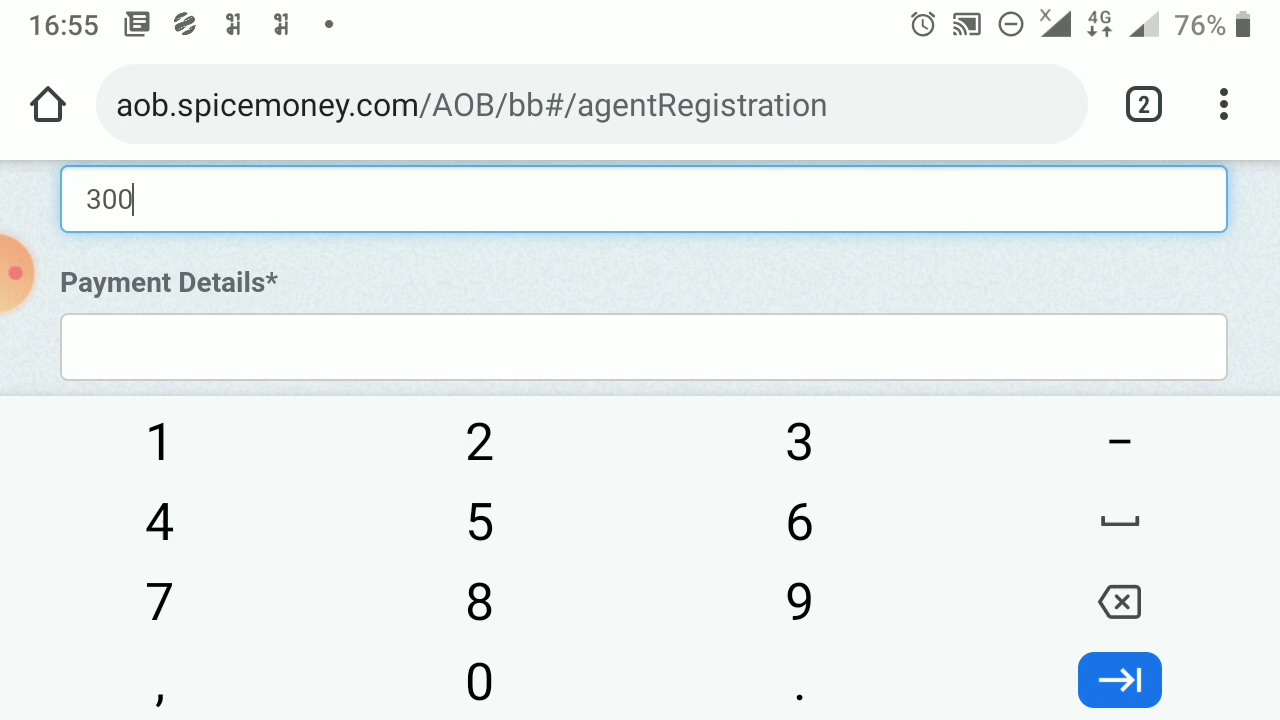 16:55
4G
76%
aob.spicemoney.com/AOB/bb#/agentRegistration
2
300
Payment Details*
1 2 3 -
4 5 6
7 8 9
, 0 .